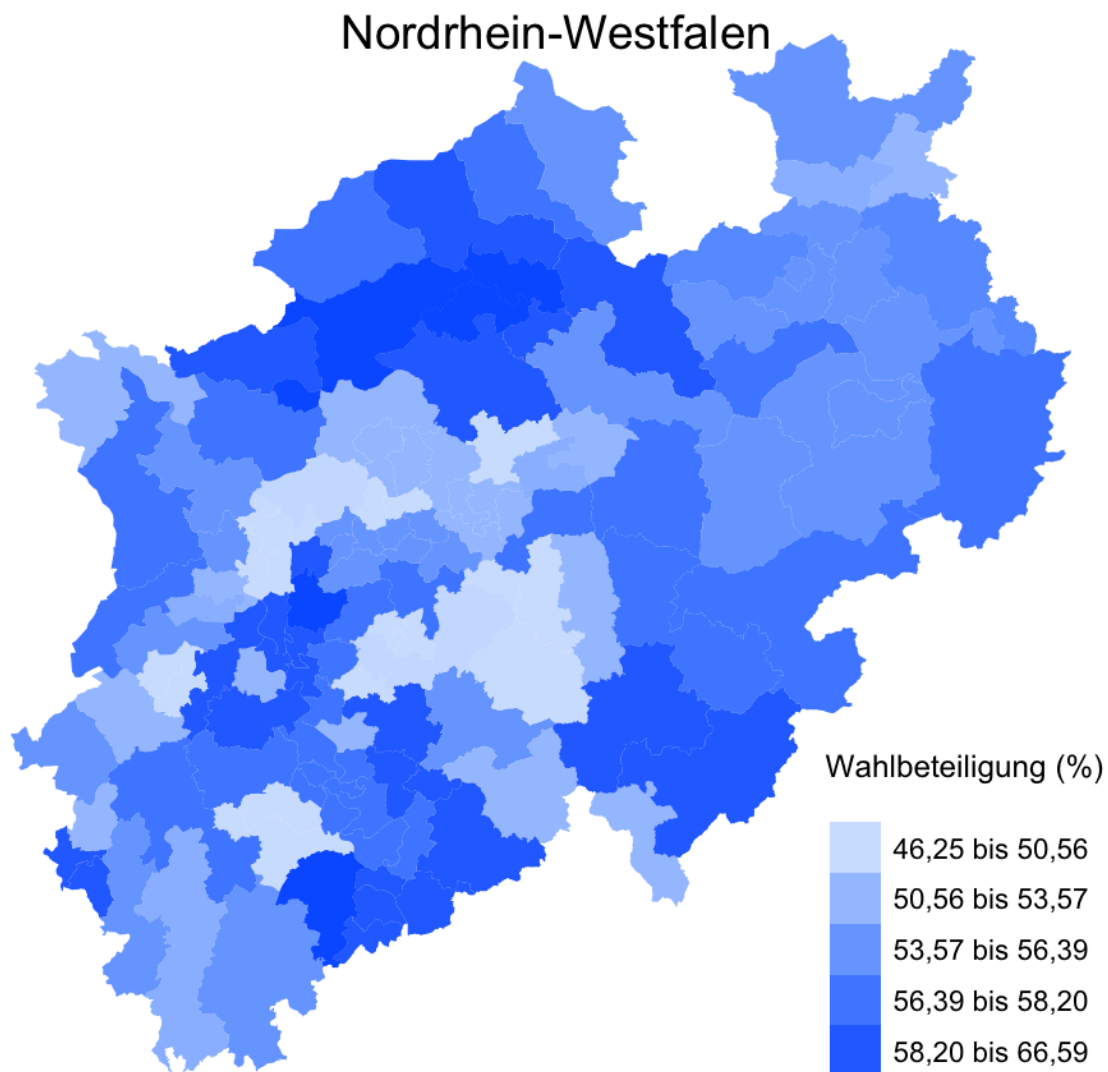 Nordrhein-Westfalen
Wahlbeteiligung (%)
46,25 bis 50,56
50,56 bis 53,57
53,57 bis 56,39
56,39 bis 58,20
58,20 bis 66,59